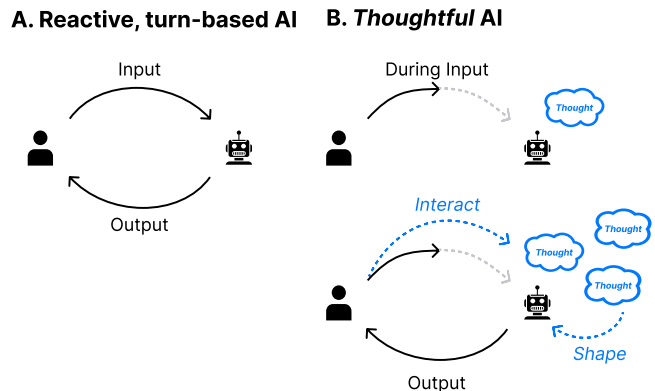 A. Reactive, turn-based AI
Input
Output
B. Thoughtful AI
During Input
Thought
Interact
Thought
Thought
Thought
Shape
Output